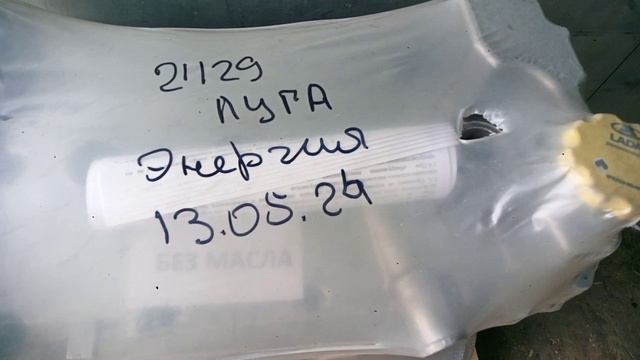 21129
ЛУГА
Энергия
13.05.24
БЕЗ МАСЛА